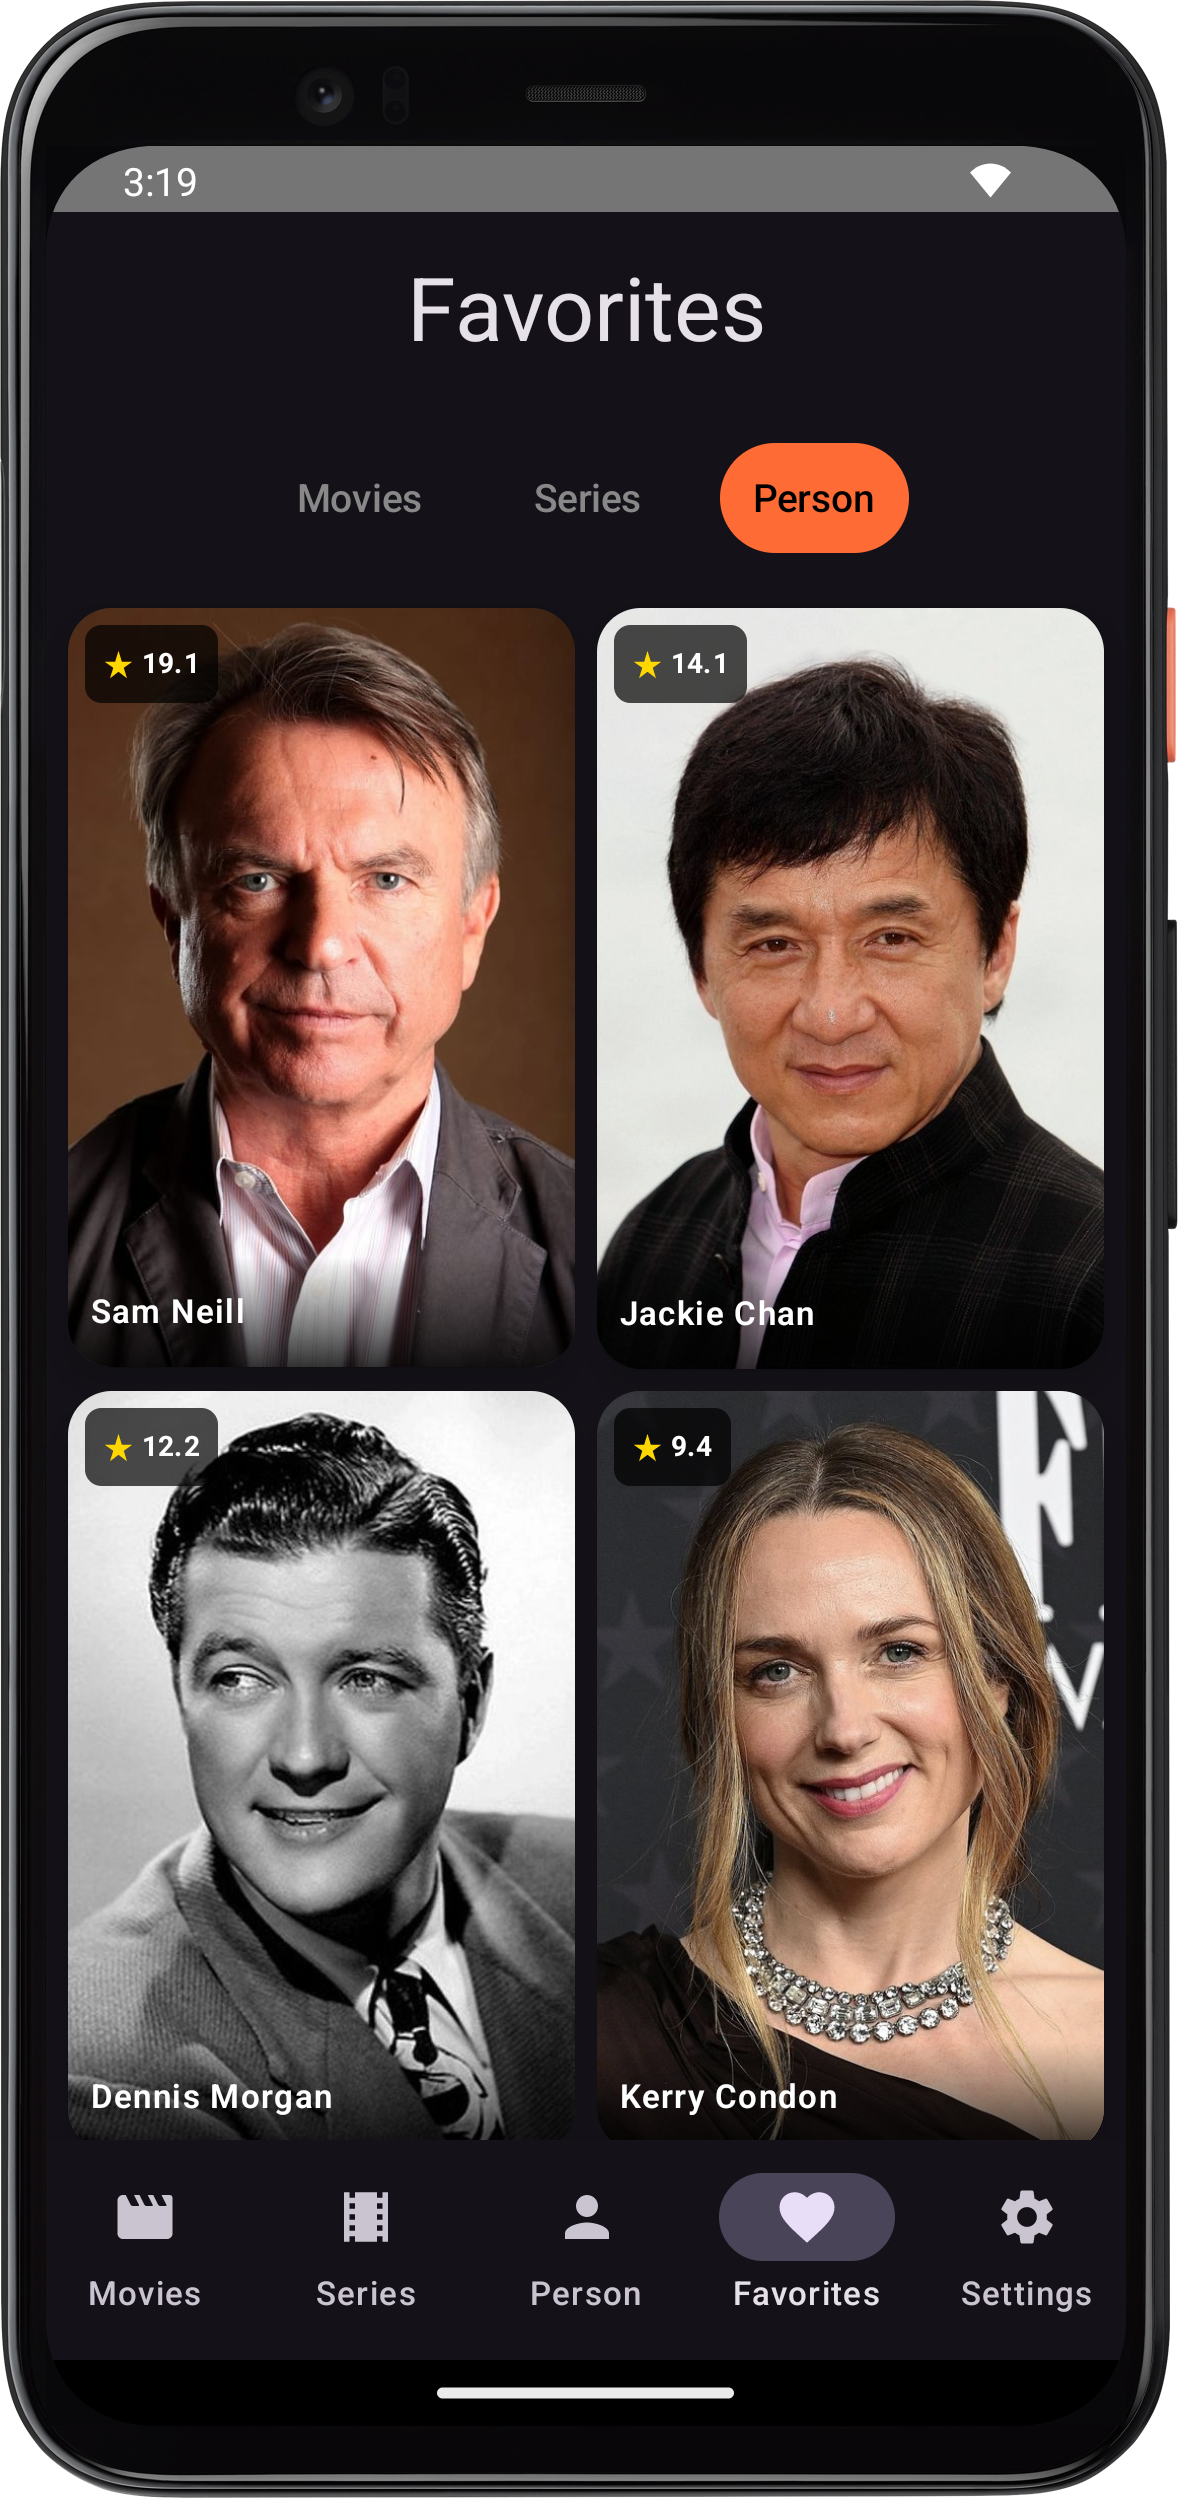 3:19
Favorites
Movies Series Person
19.1
14.1
Sam Neill
Jackie Chan
12.2
9.4
Dennis Morgan
Kerry Condon
Movies Series Person Favorites Settings